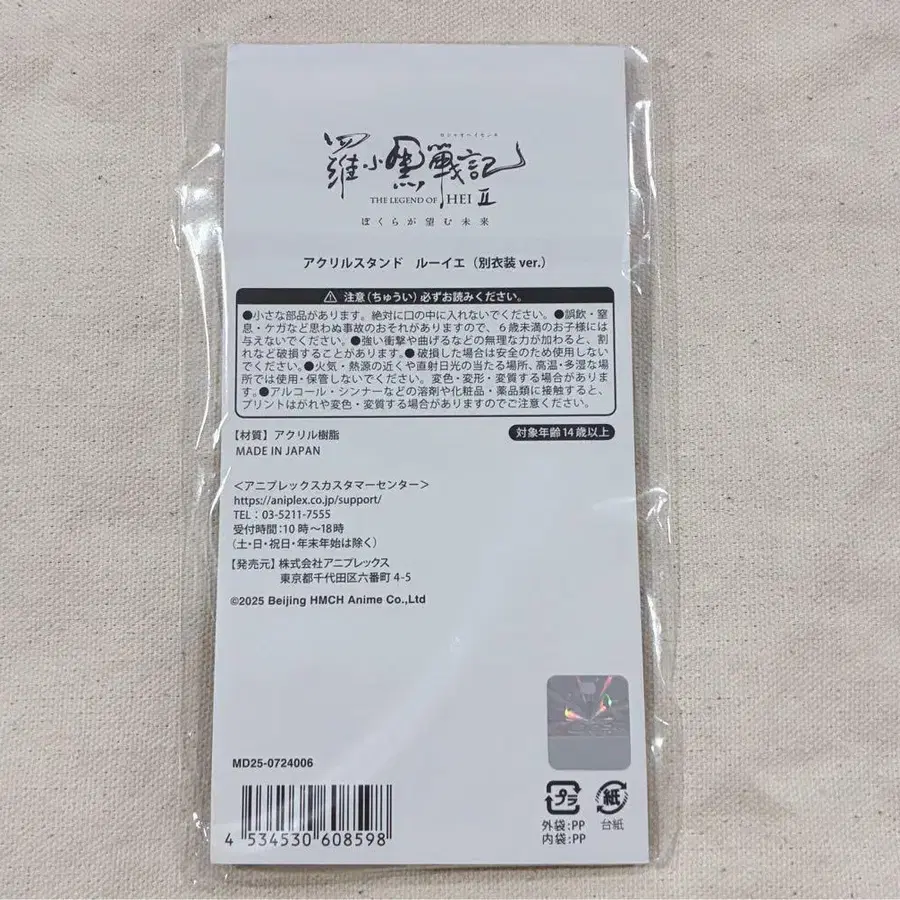 ロシャオヘイセンキ
羅小黒戰記
THE LEGEND OF HEI II
ぼくらが望む未来
アクリルスタンド ルーイエ（別衣装 ver.）
⚠ 注意（ちゅうい）必ずお読みください。
●小さな部品があります。絶対に口の中に入れないでください。●誤飲・窒
息・ケガなど思わぬ事故のおそれがありますので、６歳未満のお子様には
与えないでください。●強い衝撃や曲げるなどの無理な力が加わると、割
れなど破損することがあります。●破損した場合は安全のため使用しない
でください。●火気・熱源の近くや直射日光の当たる場所、高温・多湿な場
所では使用・保管しないでください。変色・変形・変質する場合がありま
す。●アルコール・シンナーなどの溶剤や化粧品・薬品類に接触すると、
プリントはがれや変色・変質する場合がありますのでご注意ください。
【材質】アクリル樹脂
対象年齢14歳以上
MADE IN JAPAN
＜アニプレックスカスタマーセンター＞
https://aniplex.co.jp/support/
TEL：03-5211-7555
受付時間：10時～18時
（土・日・祝日・年末年始は除く）
【発売元】株式会社アニプレックス
東京都千代田区六番町 4-5
©2025 Beijing HMCH Anime Co.,Ltd
MD25-0724006
4 534530 608598
プラ
外袋：PP
内袋：PP
紙
台紙